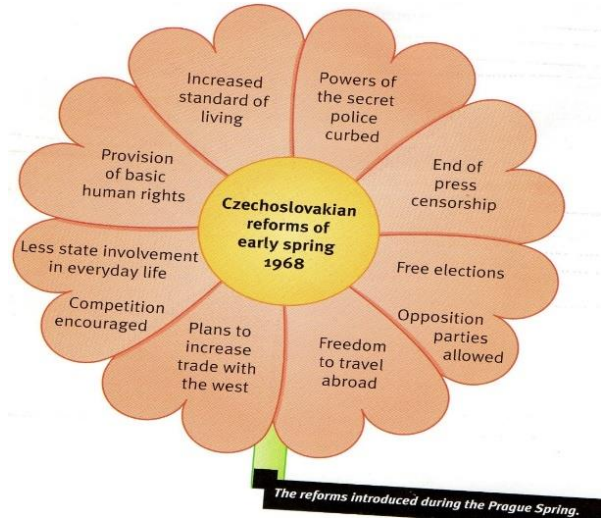 Increased
standard of
living
Powers of
the secret
police
curbed
End of
press
censorship
Free elections
Opposition
parties
allowed
Freedom
to travel
abroad
Plans to
increase
trade with
the west
Less state involvement
in everyday life
Competition
encouraged
Provision
of basic
human rights
Czechoslovakian
reforms of
early spring
1968
The reforms introduced during the Prague Spring.